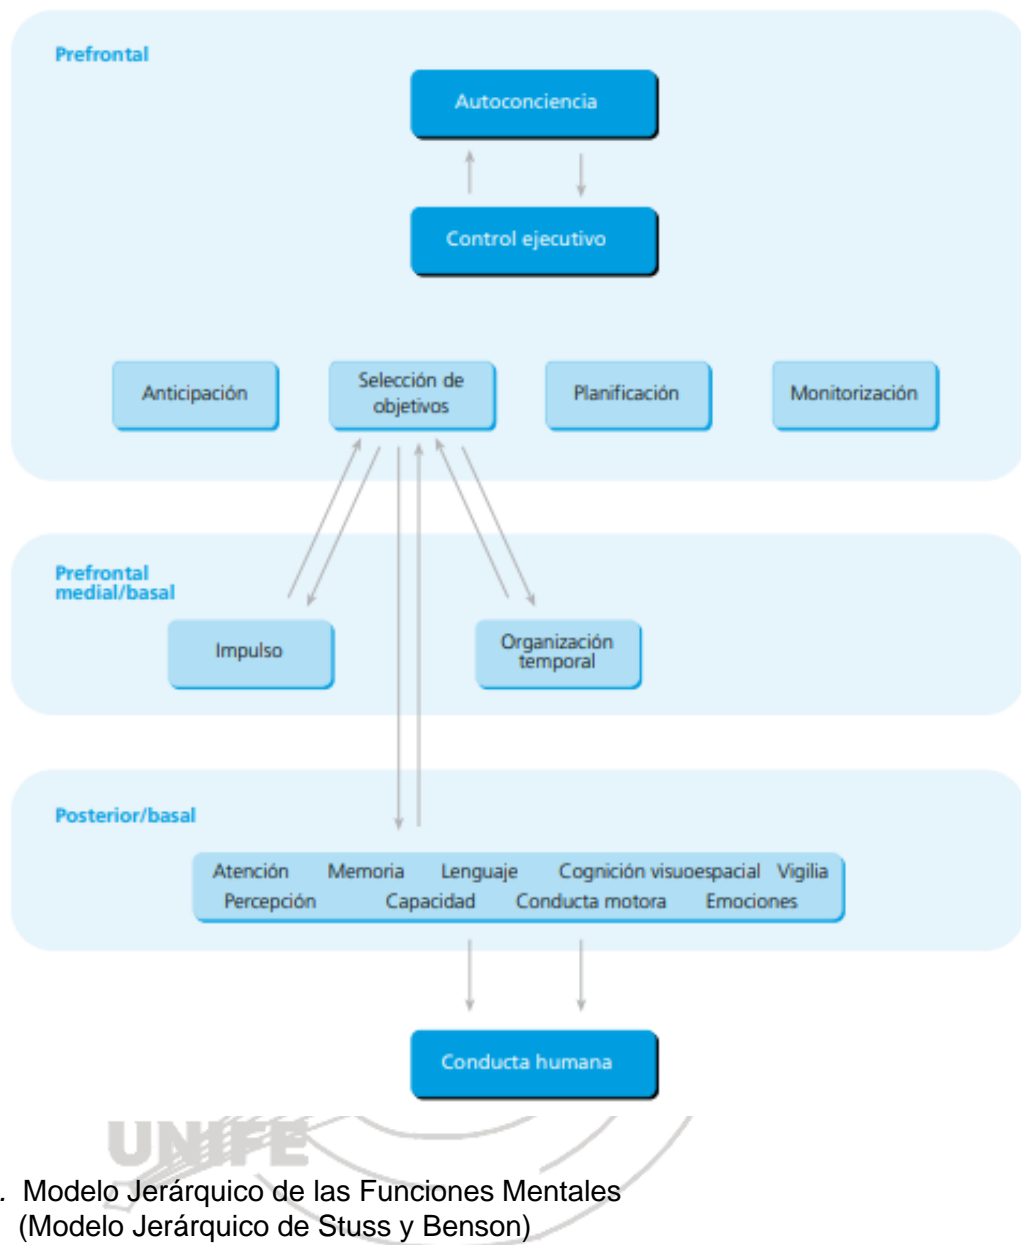 Prefrontal
Autoconciencia
Control ejecutivo
Anticipación
Selección de
objetivos
Planificación
Monitorización
Prefrontal
medial/basal
Impulso
Organización
temporal
Posterior/basal
Atención Memoria Lenguaje Cognición visuoespacial Vigilia
Percepción Capacidad Conducta motora Emociones
Conducta humana
UNIFE
. Modelo Jerárquico de las Funciones Mentales
(Modelo Jerárquico de Stuss y Benson)